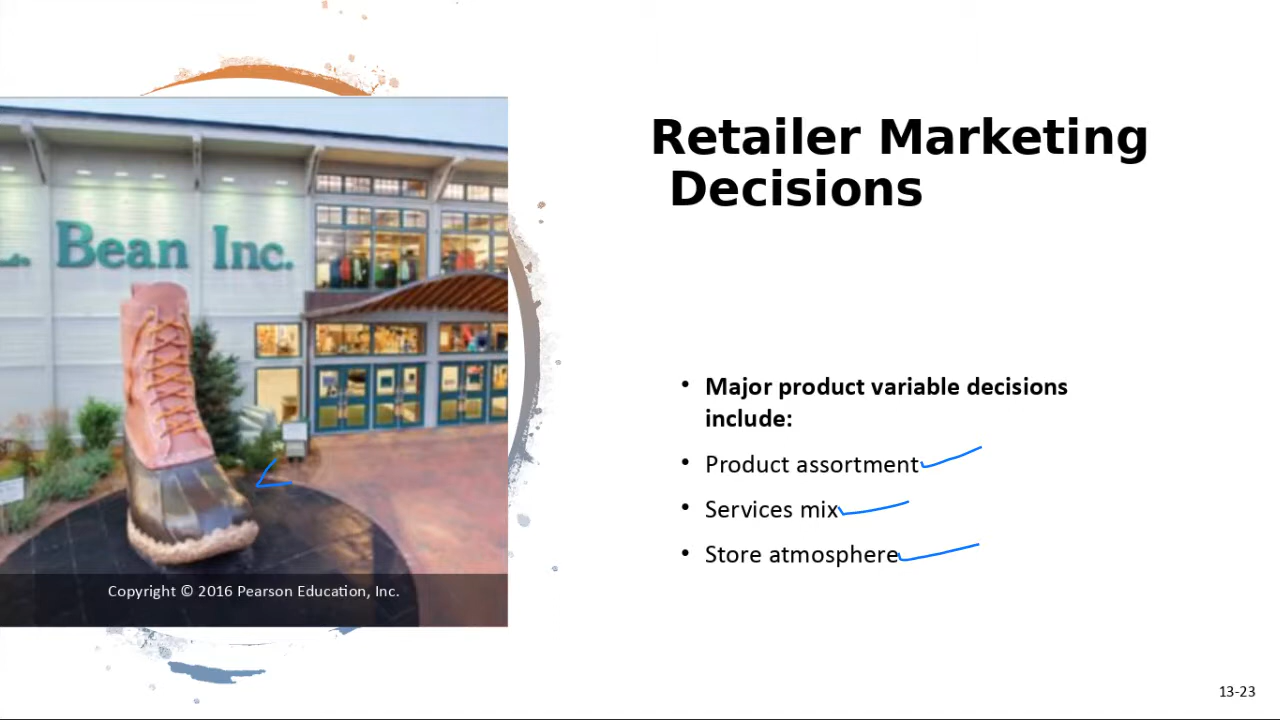 Retailer Marketing
Decisions
L. Bean Inc.
• Major product variable decisions
include:
• Product assortment
• Services mix
• Store atmosphere
Copyright © 2016 Pearson Education, Inc.
13-23